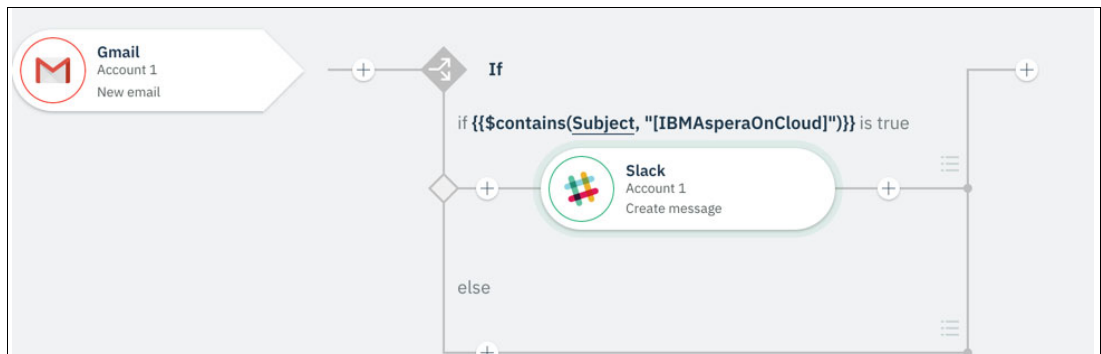 Gmail
Account 1
New email
If
if {{$contains(Subject, "[IBMAsperaOnCloud]")}} is true
Slack
Account 1
Create message
else